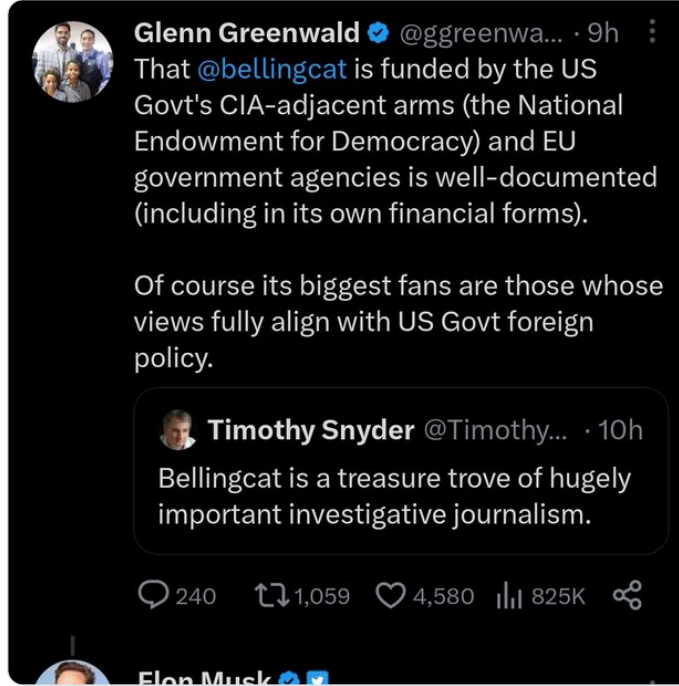 Glenn Greenwald @ggreenwa... · 9h
That @bellingcat is funded by the US
Govt's CIA-adjacent arms (the National
Endowment for Democracy) and EU
government agencies is well-documented
(including in its own financial forms).
Of course its biggest fans are those whose
views fully align with US Govt foreign
policy.
Timothy Snyder @Timothy... · 10h
Bellingcat is a treasure trove of hugely
important investigative journalism.
240 1,059 4,580 825K
Elon Musk